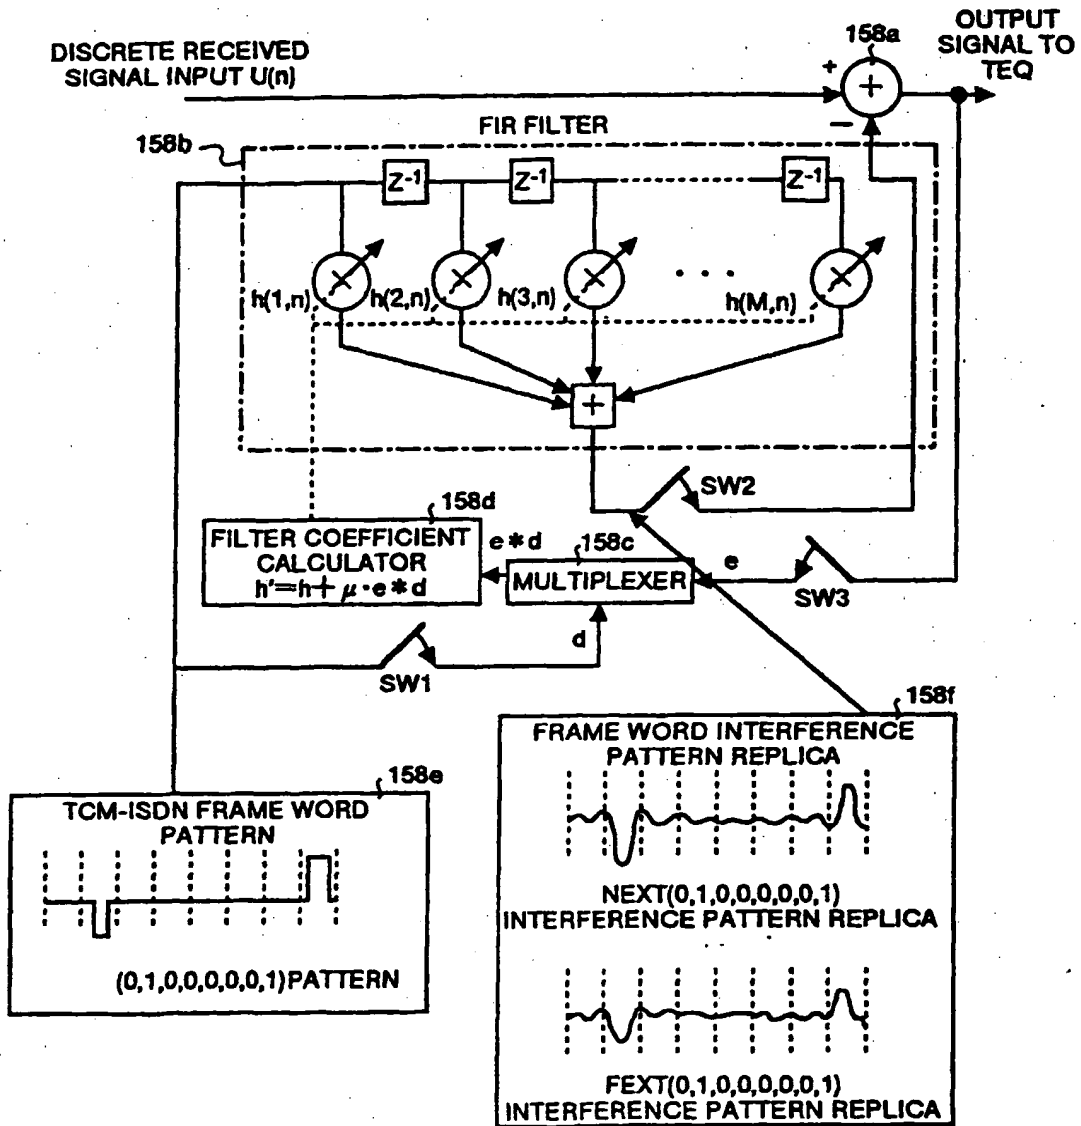 DISCRETE RECEIVED
SIGNAL INPUT U(n)
158a
OUTPUT
SIGNAL TO
TEQ
+
+
−
158b
FIR FILTER
Z⁻¹
Z⁻¹
Z⁻¹
× × × ×
h(1,n)
h(2,n)
h(3,n)
. . .
h(M,n)
+
SW2
158d
FILTER COEFFICIENT
CALCULATOR
h'=h+ μ·e*d
e*d
158c
MULTIPLEXER
e
SW3
d
SW1
158e
TCM-ISDN FRAME WORD
PATTERN
(0,1,0,0,0,0,0,1)PATTERN
158f
FRAME WORD INTERFERENCE
PATTERN REPLICA
NEXT(0,1,0,0,0,0,0,1)
INTERFERENCE PATTERN REPLICA
FEXT(0,1,0,0,0,0,0,1)
INTERFERENCE PATTERN REPLICA